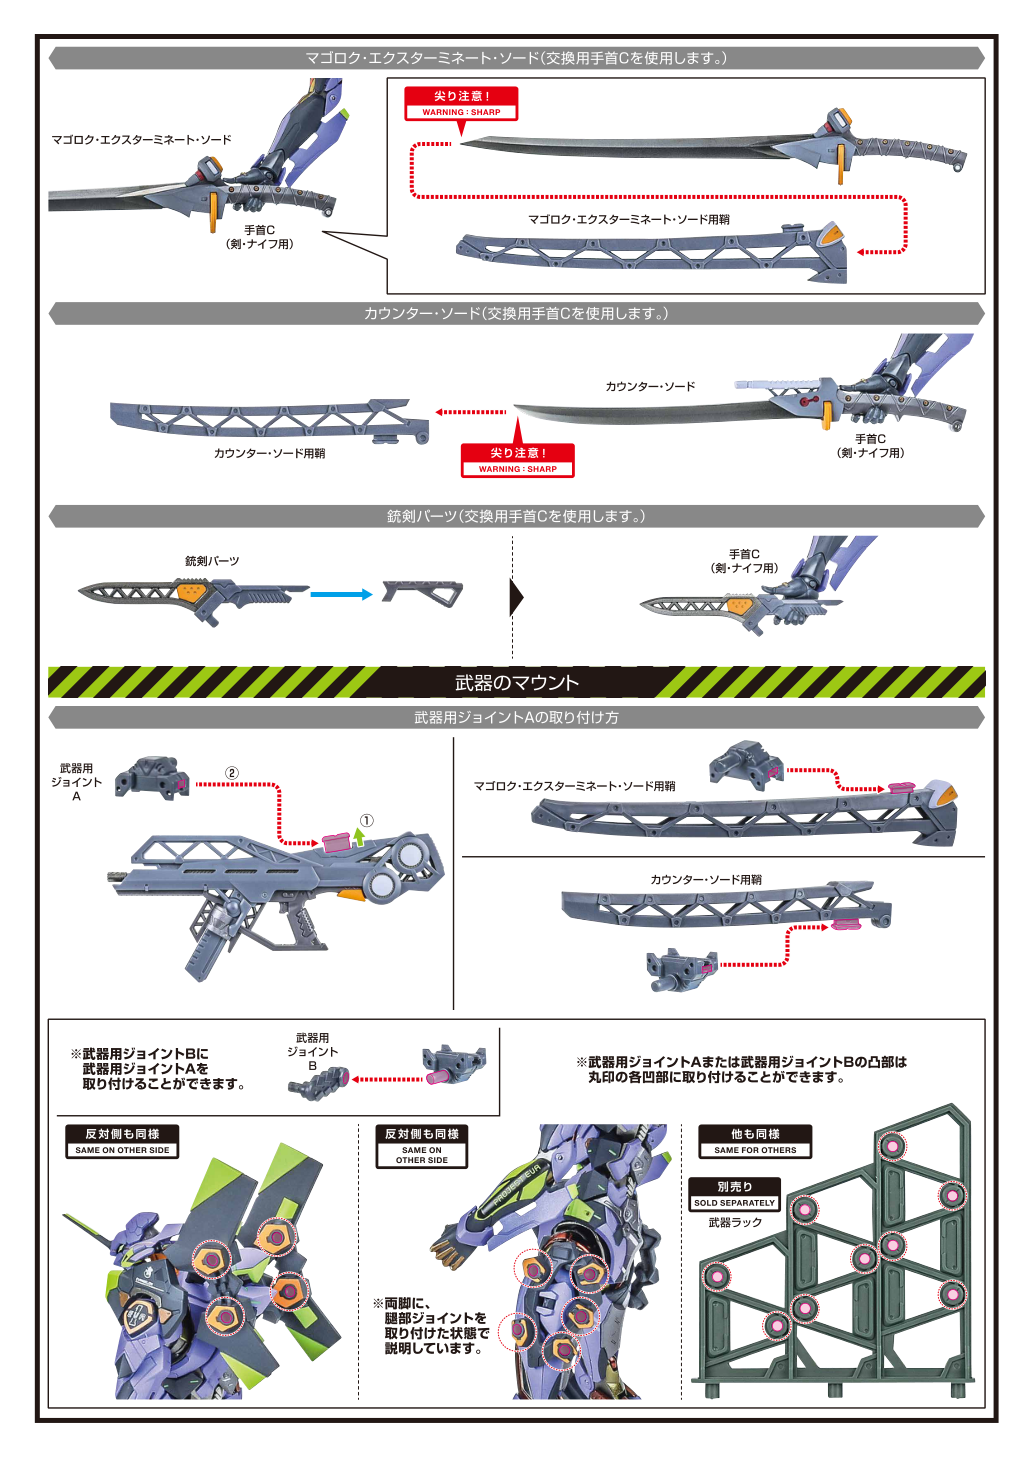 マゴロク・エクスターミネート・ソード(交換用手首Cを使用します。)
マゴロク・エクスターミネート・ソード
手首C
(剣・ナイフ用)
尖り注意!
WARNING : SHARP
マゴロク・エクスターミネート・ソード用鞘
カウンター・ソード(交換用手首Cを使用します。)
カウンター・ソード
カウンター・ソード用鞘
尖り注意!
WARNING : SHARP
手首C
(剣・ナイフ用)
銃剣パーツ(交換用手首Cを使用します。)
銃剣パーツ
手首C
(剣・ナイフ用)
武器のマウント
武器用ジョイントAの取り付け方
武器用
ジョイント
A
②
①
マゴロク・エクスターミネート・ソード用鞘
カウンター・ソード用鞘
※武器用ジョイントBに
武器用ジョイントAを
取り付けることができます。
武器用
ジョイント
B
※武器用ジョイントAまたは武器用ジョイントBの凸部は
丸印の各凹部に取り付けることができます。
反対側も同様
SAME ON OTHER SIDE
反対側も同様
SAME ON
OTHER SIDE
PROJECT EVA
※両脚に、
腿部ジョイントを
取り付けた状態で
説明しています。
他も同様
SAME FOR OTHERS
別売り
SOLD SEPARATELY
武器ラック